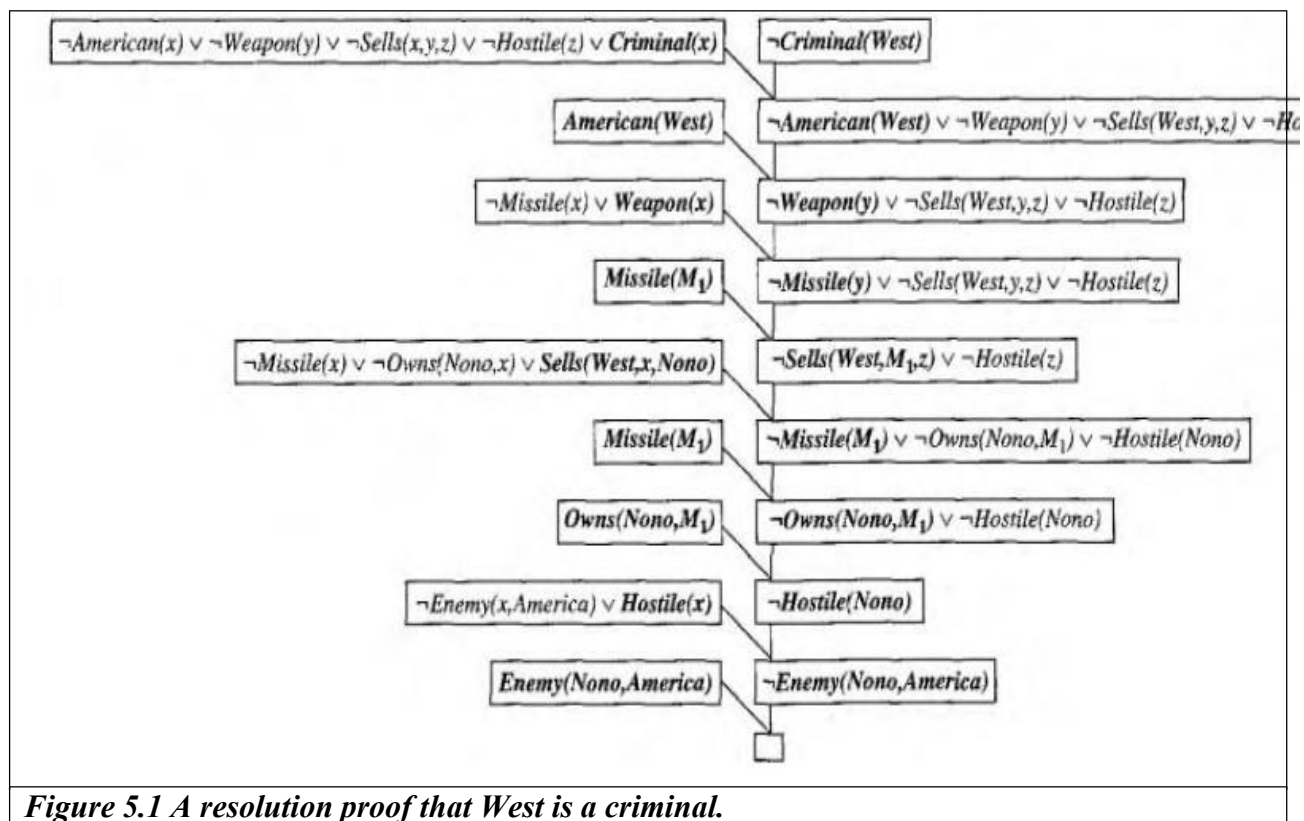 ¬American(x) ∨ ¬Weapon(y) ∨ ¬Sells(x,y,z) ∨ ¬Hostile(z) ∨ Criminal(x) ¬Criminal(West)
American(West) ¬American(West) ∨ ¬Weapon(y) ∨ ¬Sells(West,y,z) ∨ ¬Ho
¬Missile(x) ∨ Weapon(x) ¬Weapon(y) ∨ ¬Sells(West,y,z) ∨ ¬Hostile(z)
Missile(M₁) ¬Missile(y) ∨ ¬Sells(West,y,z) ∨ ¬Hostile(z)
¬Missile(x) ∨ ¬Owns(Nono,x) ∨ Sells(West,x,Nono) ¬Sells(West,M₁,z) ∨ ¬Hostile(z)
Missile(M₁) ¬Missile(M₁) ∨ ¬Owns(Nono,M₁) ∨ ¬Hostile(Nono)
Owns(Nono,M₁) ¬Owns(Nono,M₁) ∨ ¬Hostile(Nono)
¬Enemy(x,America) ∨ Hostile(x) ¬Hostile(Nono)
Enemy(Nono,America) ¬Enemy(Nono,America)
Figure 5.1 A resolution proof that West is a criminal.